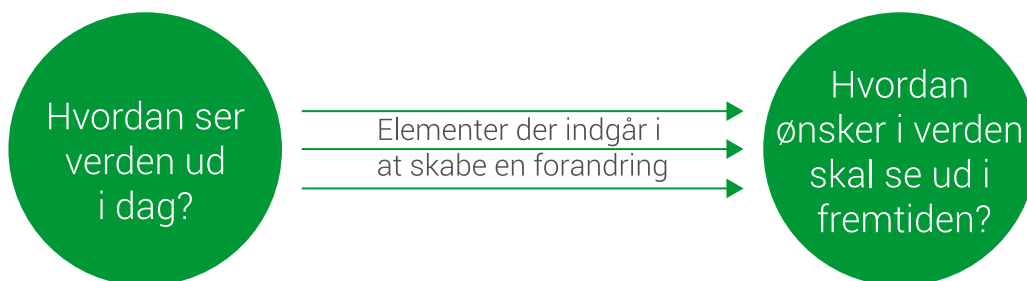 Hvordan ser
verden ud
i dag?
Elementer der indgår i
at skabe en forandring
Hvordan
ønsker i verden
skal se ud i
fremtiden?